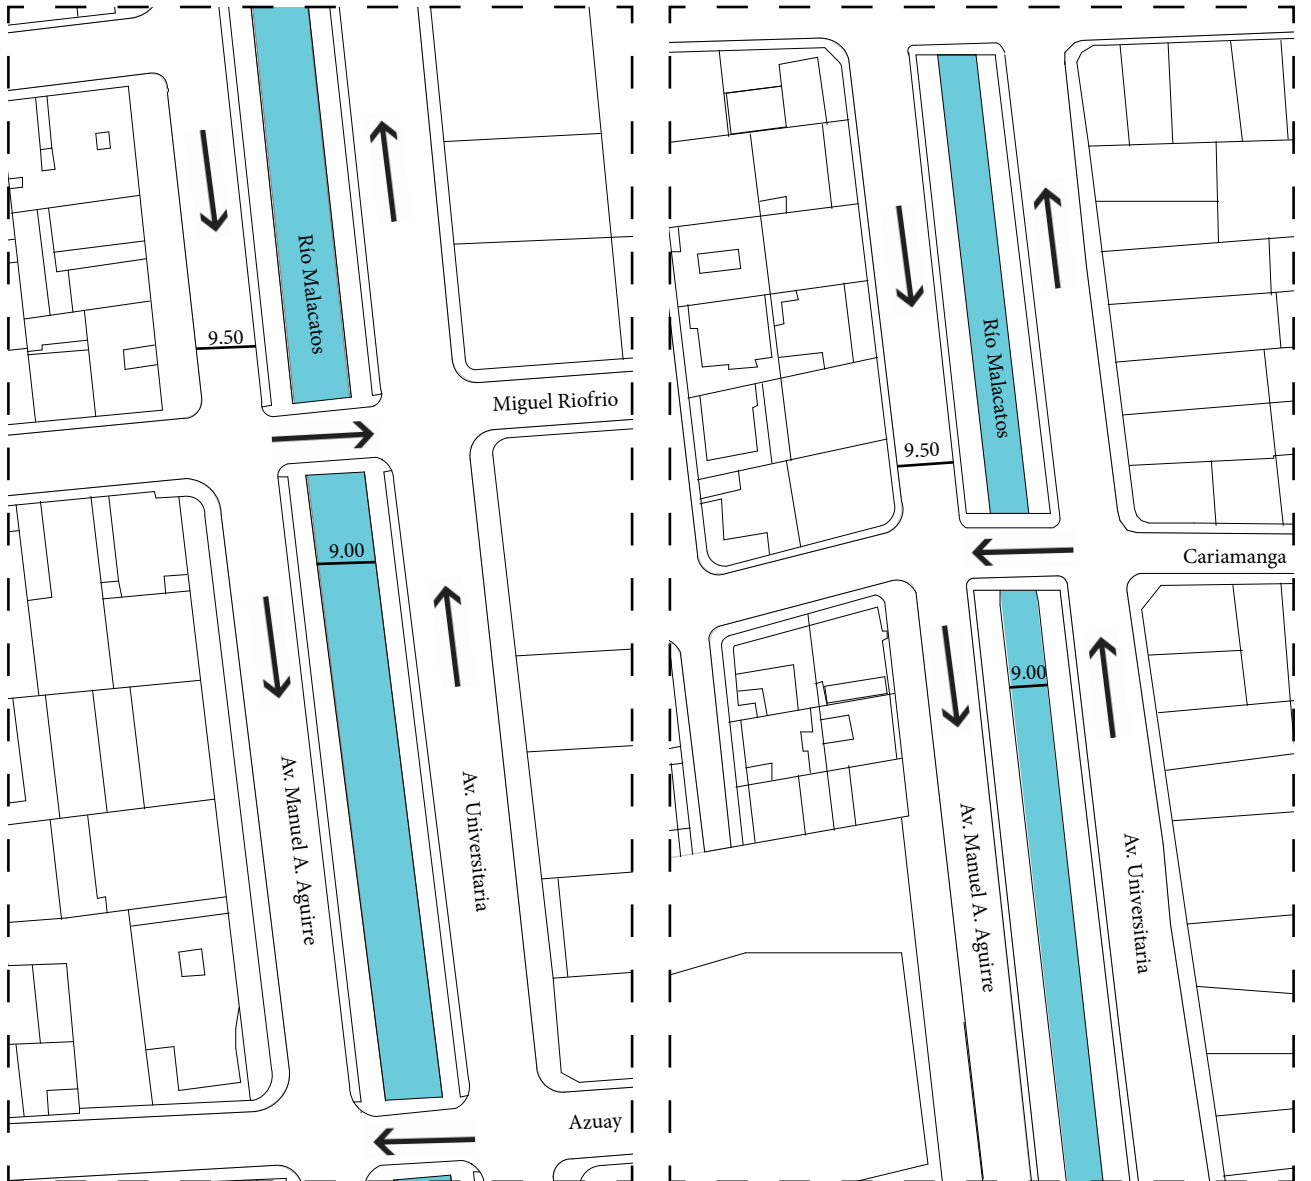 Río Malacatos
9.50
Miguel Riofrio
9.00
Av. Manuel A. Aguirre
Av. Universitaria
Azuay
Río Malacatos
9.50
Cariamanga
9.00
Av. Manuel A. Aguirre
Av. Universitaria